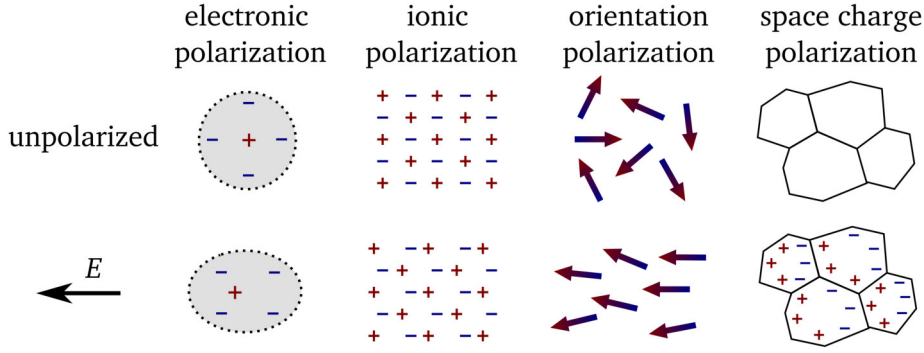 electronic polarization
ionic polarization
orientation polarization
space charge polarization
unpolarized
E